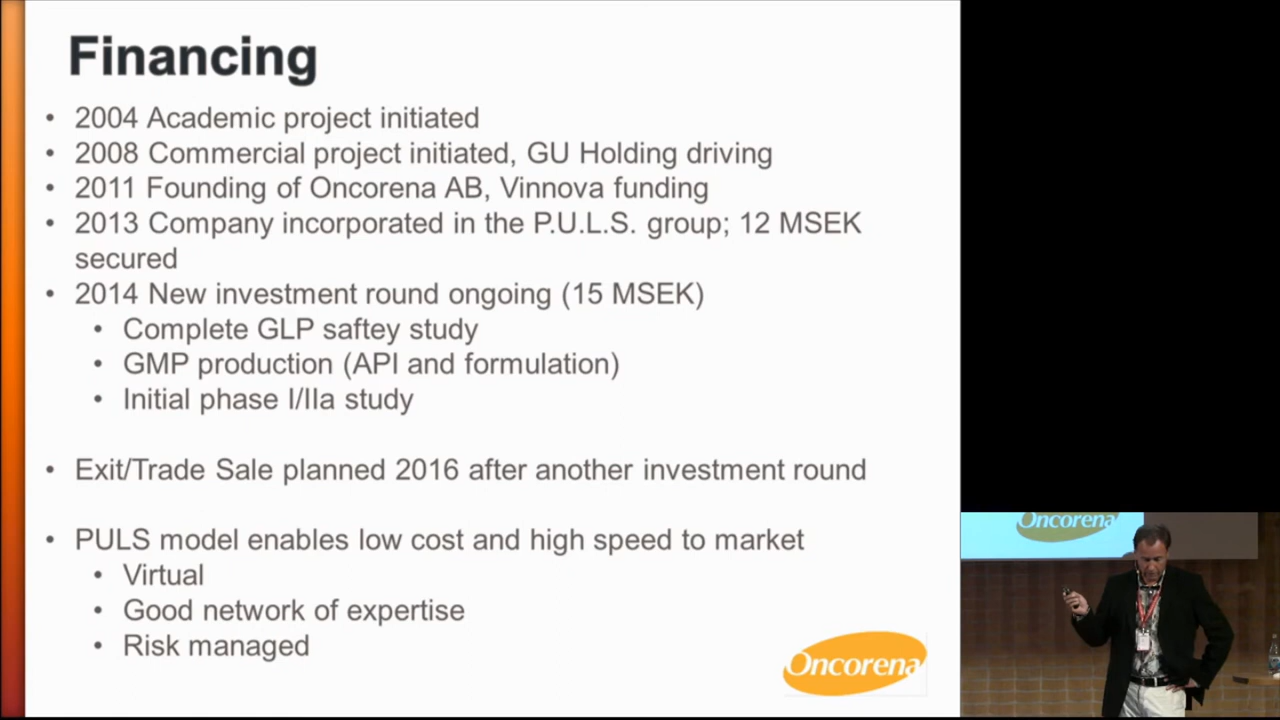 Financing
• 2004 Academic project initiated
• 2008 Commercial project initiated, GU Holding driving
• 2011 Founding of Oncorena AB, Vinnova funding
• 2013 Company incorporated in the P.U.L.S. group; 12 MSEK
secured
• 2014 New investment round ongoing (15 MSEK)
• Complete GLP saftey study
• GMP production (API and formulation)
• Initial phase I/IIa study
• Exit/Trade Sale planned 2016 after another investment round
• PULS model enables low cost and high speed to market
• Virtual
• Good network of expertise
• Risk managed
Oncorena
Oncorena